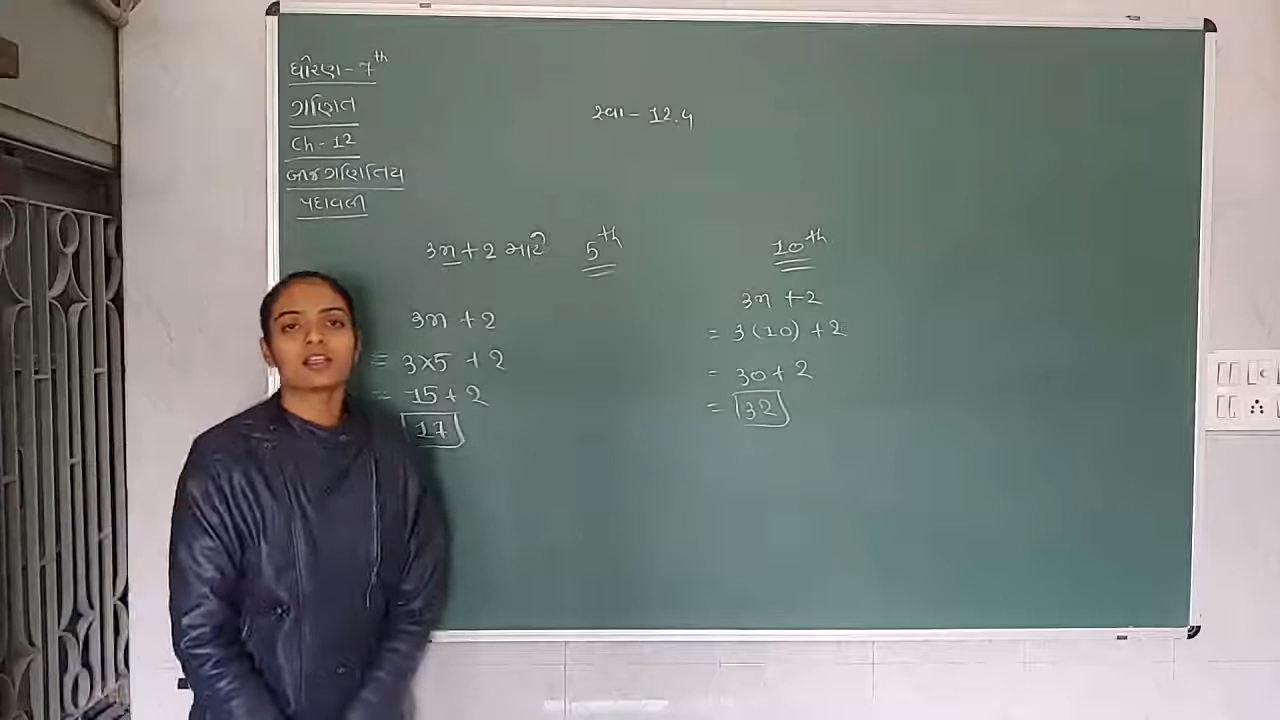 ધોરણ - 7th
ગણિત
Ch - 12
બીજગણિતિય
પદાવલી
સ્વા - 12.4
3n + 2 માટે 5th
3n + 2
= 3×5 + 2
= 15 + 2
17
10th
3n + 2
= 3(10) + 2
= 30 + 2
= 32